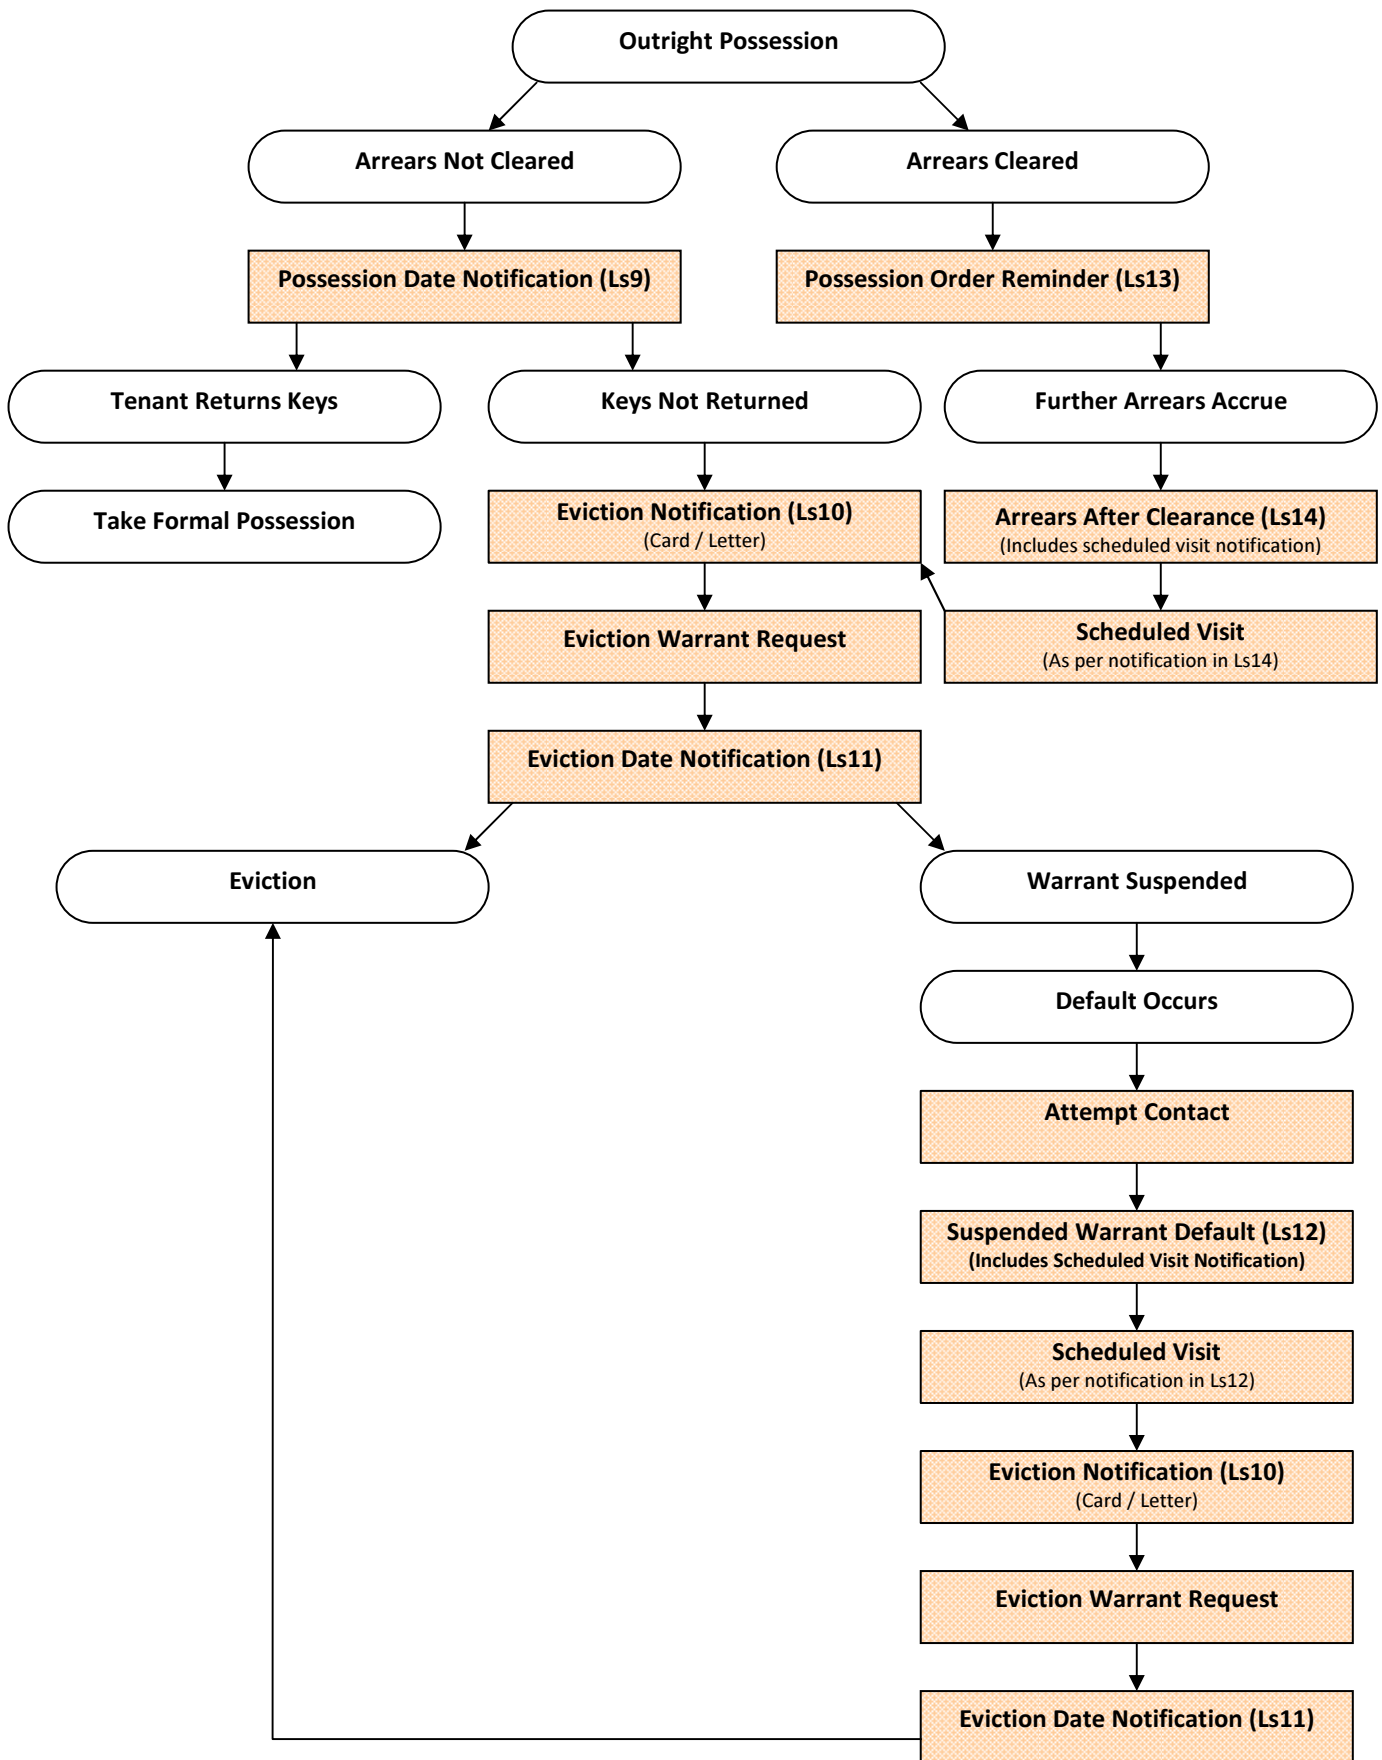 Outright Possession
Arrears Not Cleared
Arrears Cleared
Possession Date Notification (Ls9)
Possession Order Reminder (Ls13)
Tenant Returns Keys
Keys Not Returned
Further Arrears Accrue
Take Formal Possession
Eviction Notification (Ls10)
(Card / Letter)
Arrears After Clearance (Ls14)
(Includes scheduled visit notification)
Eviction Warrant Request
Scheduled Visit
(As per notification in Ls14)
Eviction Date Notification (Ls11)
Eviction
Warrant Suspended
Default Occurs
Attempt Contact
Suspended Warrant Default (Ls12)
(Includes Scheduled Visit Notification)
Scheduled Visit
(As per notification in Ls12)
Eviction Notification (Ls10)
(Card / Letter)
Eviction Warrant Request
Eviction Date Notification (Ls11)